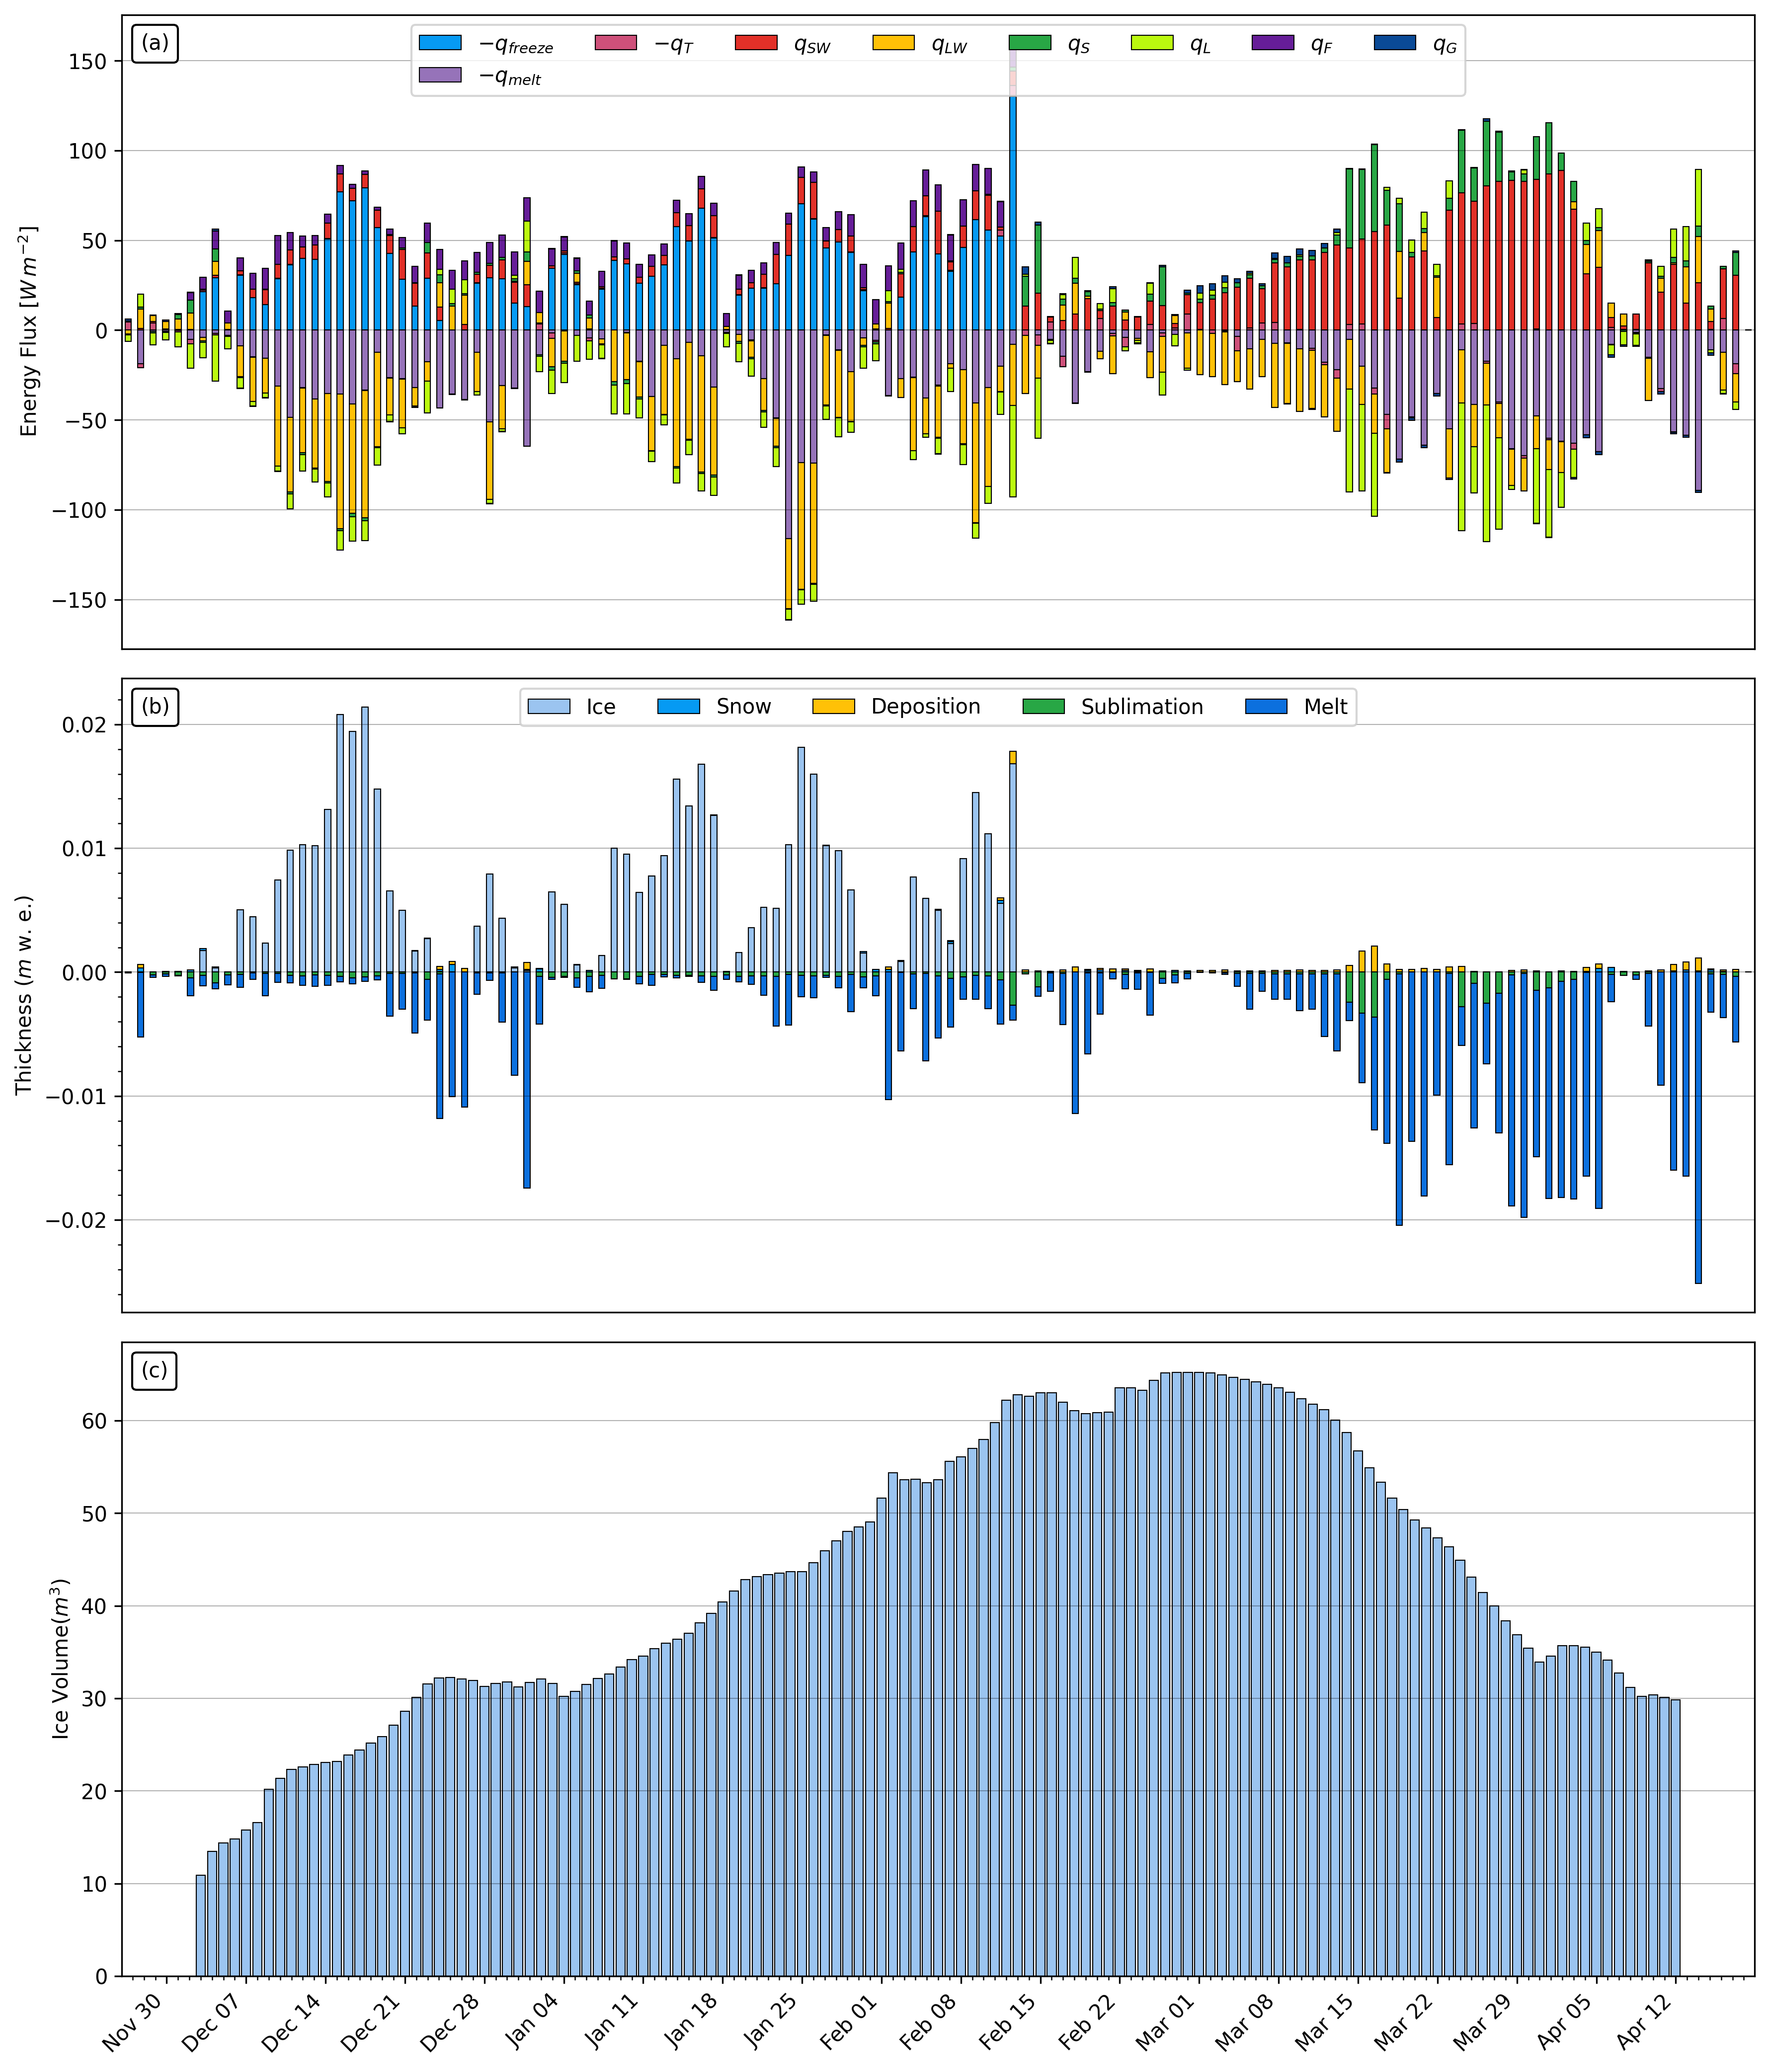 (a)
−q_freeze −q_T q_SW q_LW q_S q_L q_F q_G
−q_melt
Energy Flux [W m⁻²]
150
100
50
0
−50
−100
−150
(b)
Ice Snow Deposition Sublimation Melt
Thickness (m w. e.)
0.02
0.01
0.00
−0.01
−0.02
(c)
Ice Volume(m³)
60
50
40
30
20
10
0
Nov 30 Dec 07 Dec 14 Dec 21 Dec 28 Jan 04 Jan 11 Jan 18 Jan 25 Feb 01 Feb 08 Feb 15 Feb 22 Mar 01 Mar 08 Mar 15 Mar 22 Mar 29 Apr 05 Apr 12